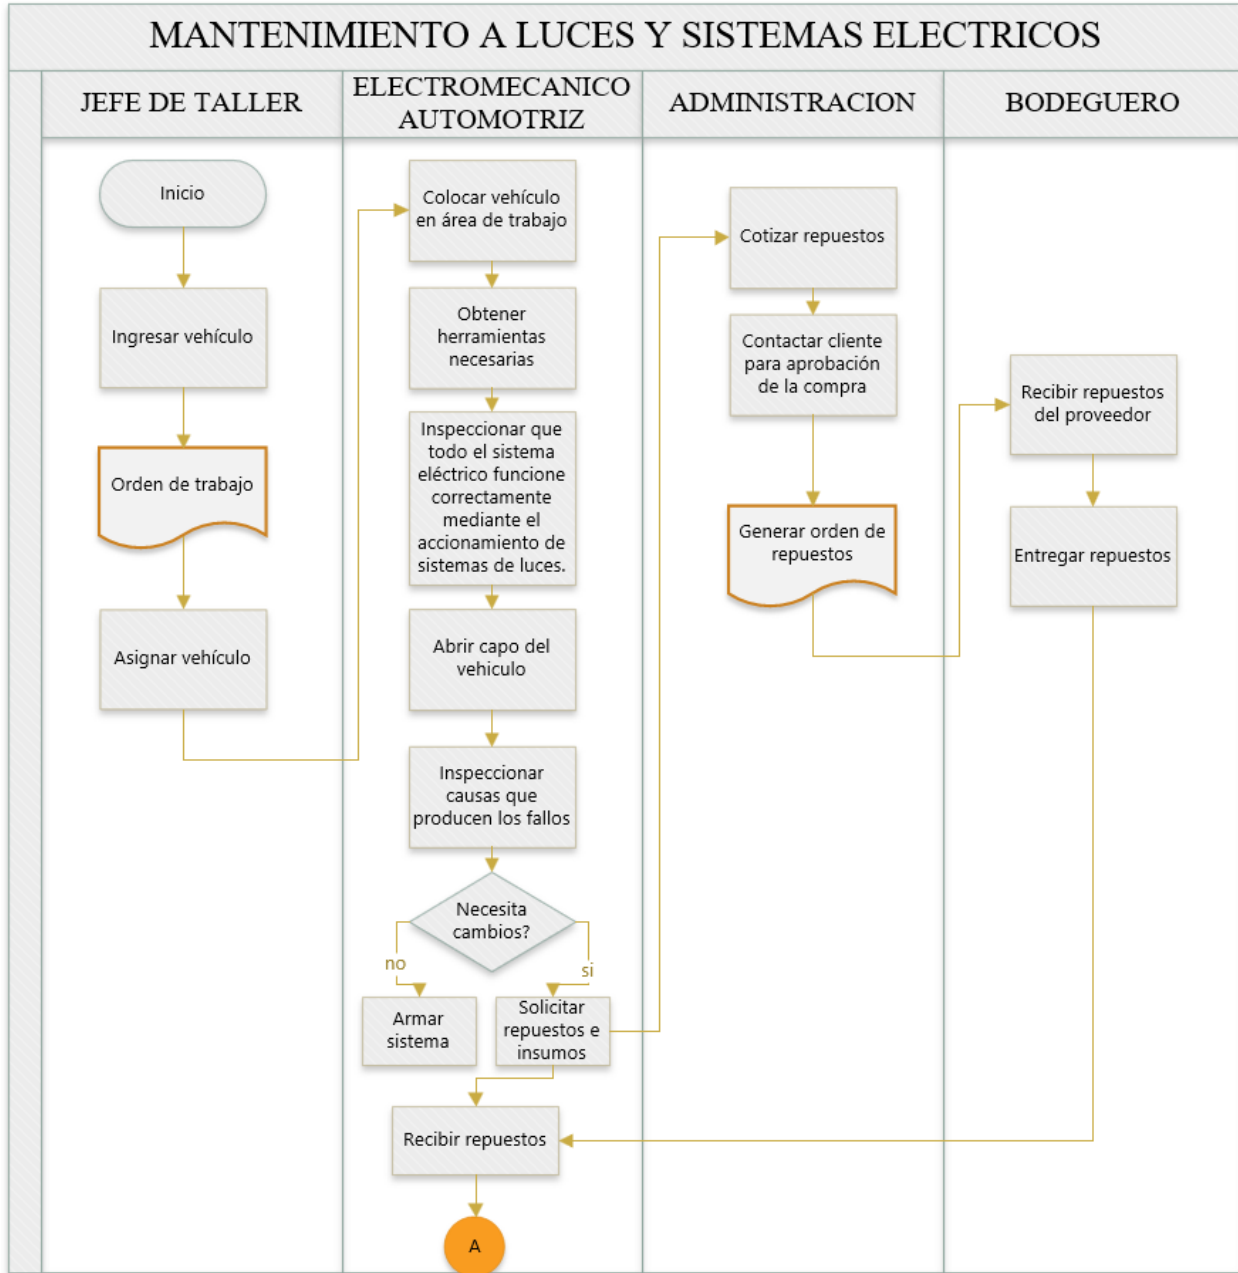 MANTENIMIENTO A LUCES Y SISTEMAS ELECTRICOS
JEFE DE TALLER
ELECTROMECANICO
AUTOMOTRIZ
ADMINISTRACION
BODEGUERO
Inicio
Ingresar vehículo
Orden de trabajo
Asignar vehículo
Colocar vehículo
en área de trabajo
Obtener
herramientas
necesarias
Inspeccionar que
todo el sistema
eléctrico funcione
correctamente
mediante el
accionamiento de
sistemas de luces.
Abrir capo del
vehiculo
Inspeccionar
causas que
producen los fallos
Necesita
cambios?
no
si
Armar
sistema
Solicitar
repuestos e
insumos
Recibir repuestos
A
Cotizar repuestos
Contactar cliente
para aprobación
de la compra
Generar orden de
repuestos
Recibir repuestos
del proveedor
Entregar repuestos